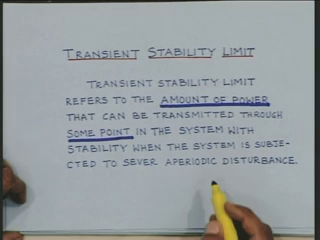 TRANSIENT STABILITY LIMIT
TRANSIENT STABILITY LIMIT
REFERS TO THE AMOUNT OF POWER
THAT CAN BE TRANSMITTED THROUGH
SOME POINT IN THE SYSTEM WITH
STABILITY WHEN THE SYSTEM IS SUBJE-
CTED TO SEVER APERIODIC DISTURBANCE.